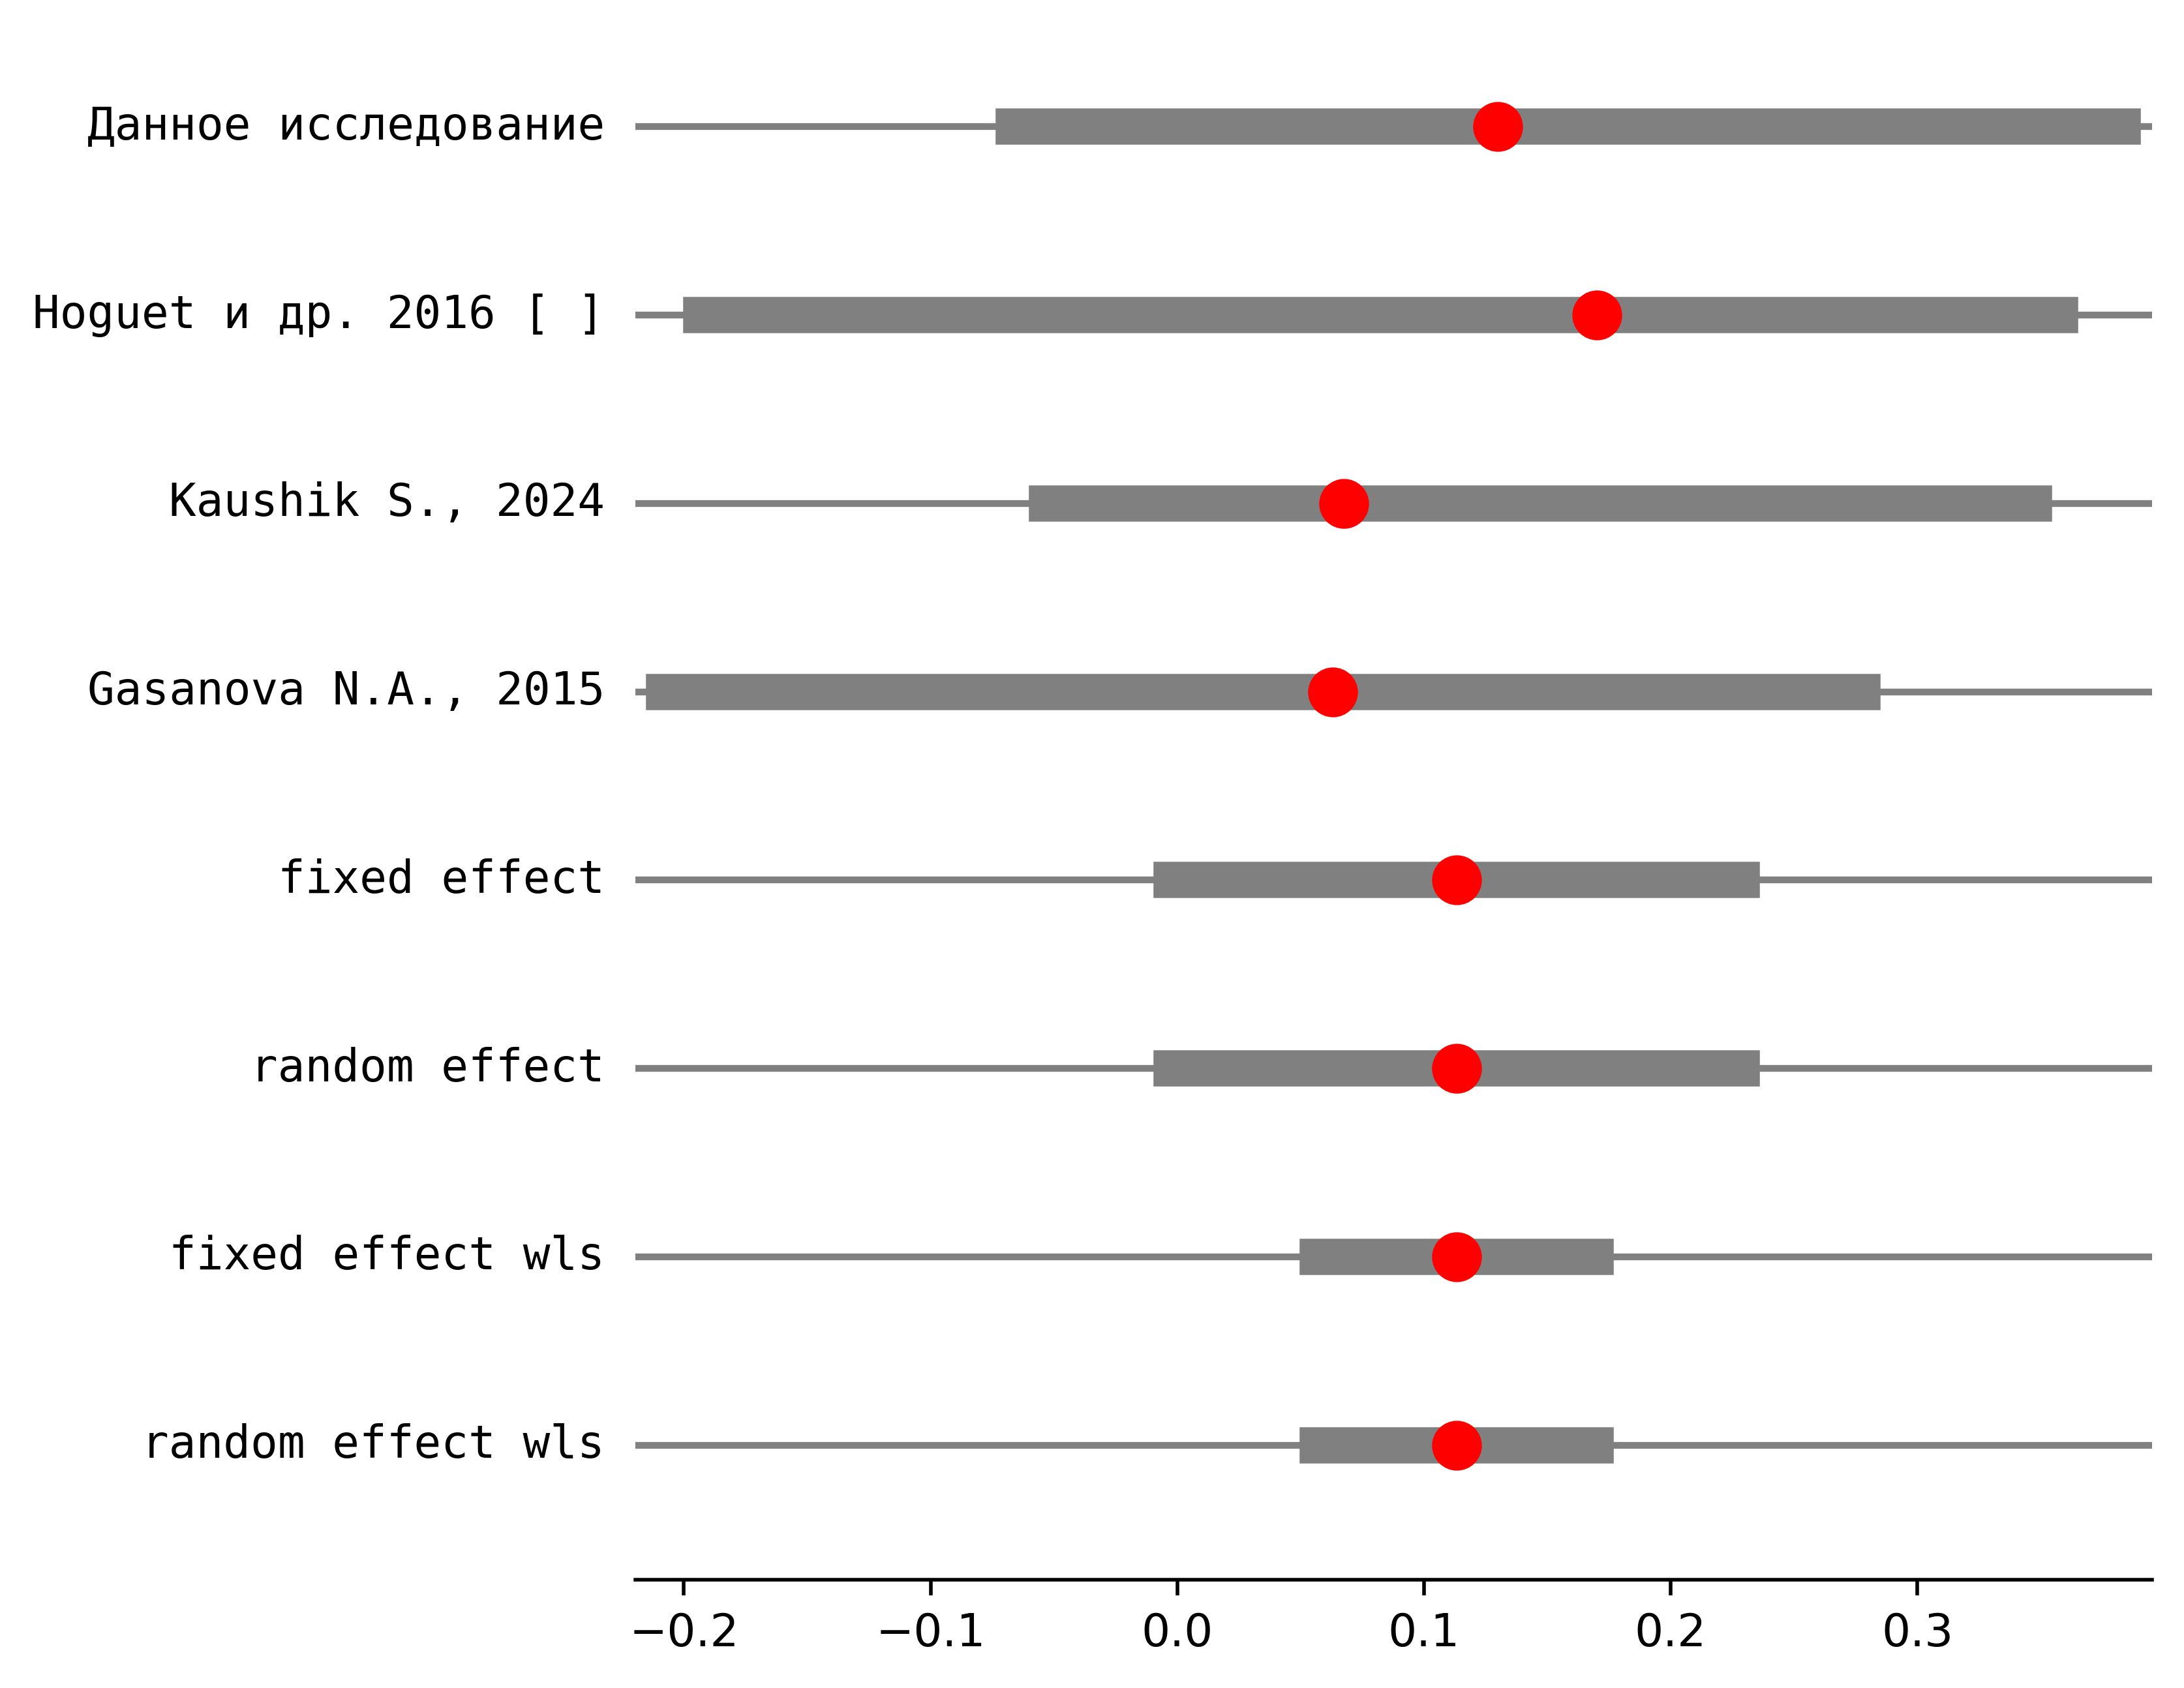 Данное исследование
Hoguet и др. 2016 [ ]
Kaushik S., 2024
Gasanova N.A., 2015
fixed effect
random effect
fixed effect wls
random effect wls
−0.2 −0.1 0.0 0.1 0.2 0.3